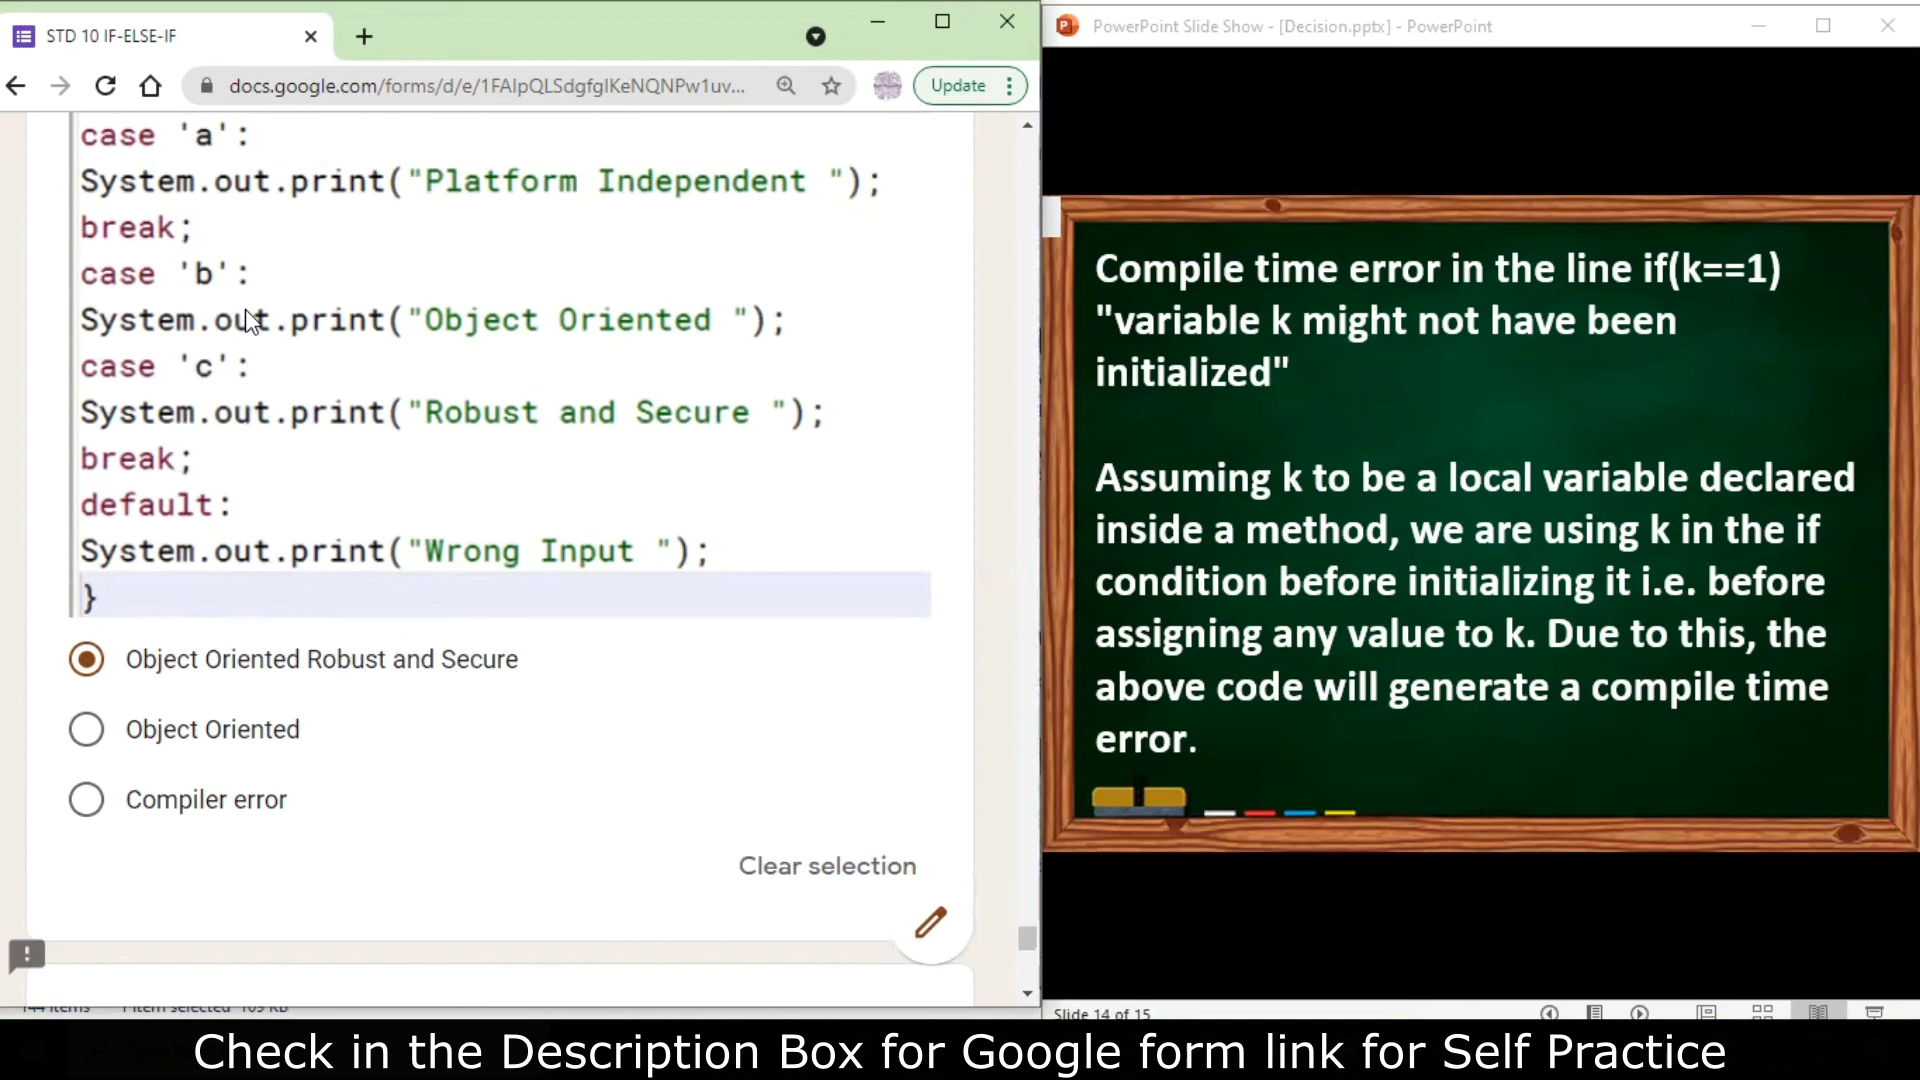 STD 10 IF-ELSE-IF
docs.google.com/forms/d/e/1FAIpQLSdgfglKeNQNPw1uv...
Update
case 'a':
System.out.print("Platform Independent ");
break;
case 'b':
System.out.print("Object Oriented ");
case 'c':
System.out.print("Robust and Secure ");
break;
default:
System.out.print("Wrong Input ");
}
Object Oriented Robust and Secure
Object Oriented
Compiler error
Clear selection
PowerPoint Slide Show - [Decision.pptx] - PowerPoint
Compile time error in the line if(k==1)
"variable k might not have been
initialized"
Assuming k to be a local variable declared
inside a method, we are using k in the if
condition before initializing it i.e. before
assigning any value to k. Due to this, the
above code will generate a compile time
error.
Slide 14 of 15
Check in the Description Box for Google form link for Self Practice